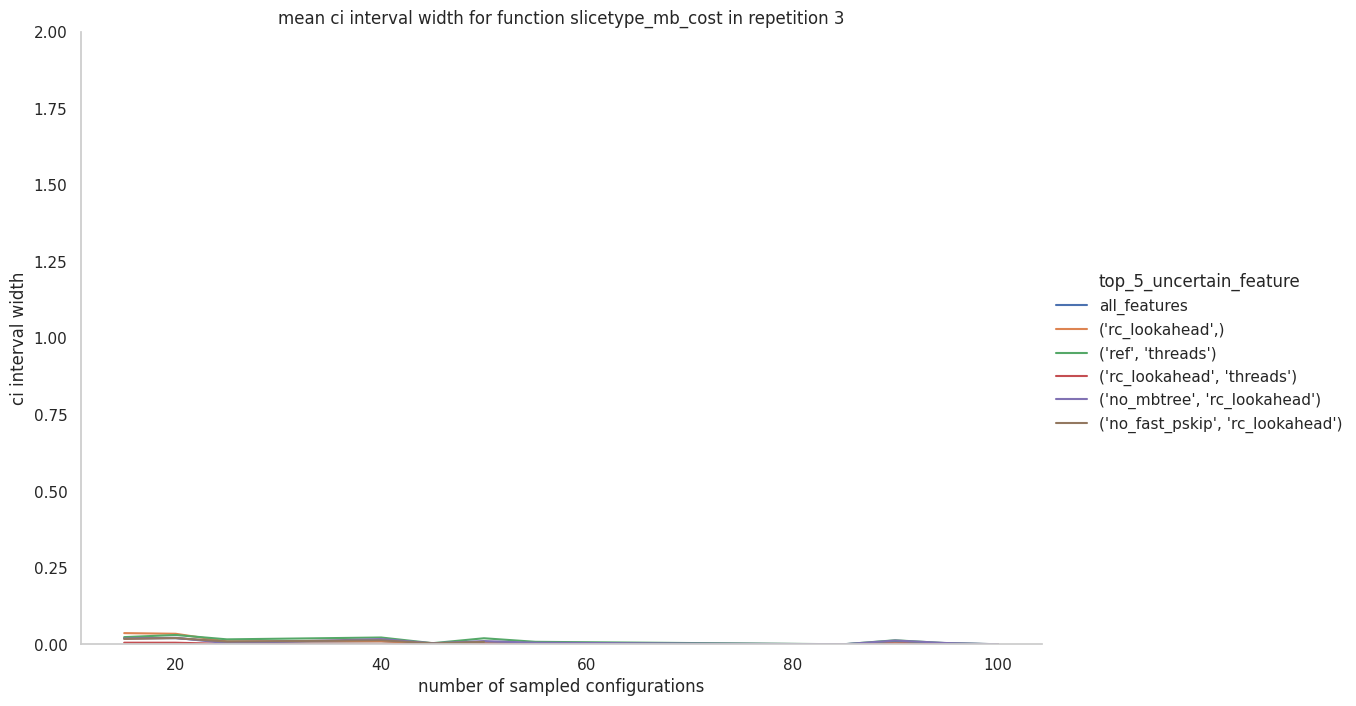 mean ci interval width for function slicetype_mb_cost in repetition 3
2.00
1.75
1.50
1.25
1.00
0.75
0.50
0.25
0.00
ci interval width
20
40
60
80
100
number of sampled configurations
top_5_uncertain_feature
all_features
('rc_lookahead',)
('ref', 'threads')
('rc_lookahead', 'threads')
('no_mbtree', 'rc_lookahead')
('no_fast_pskip', 'rc_lookahead')